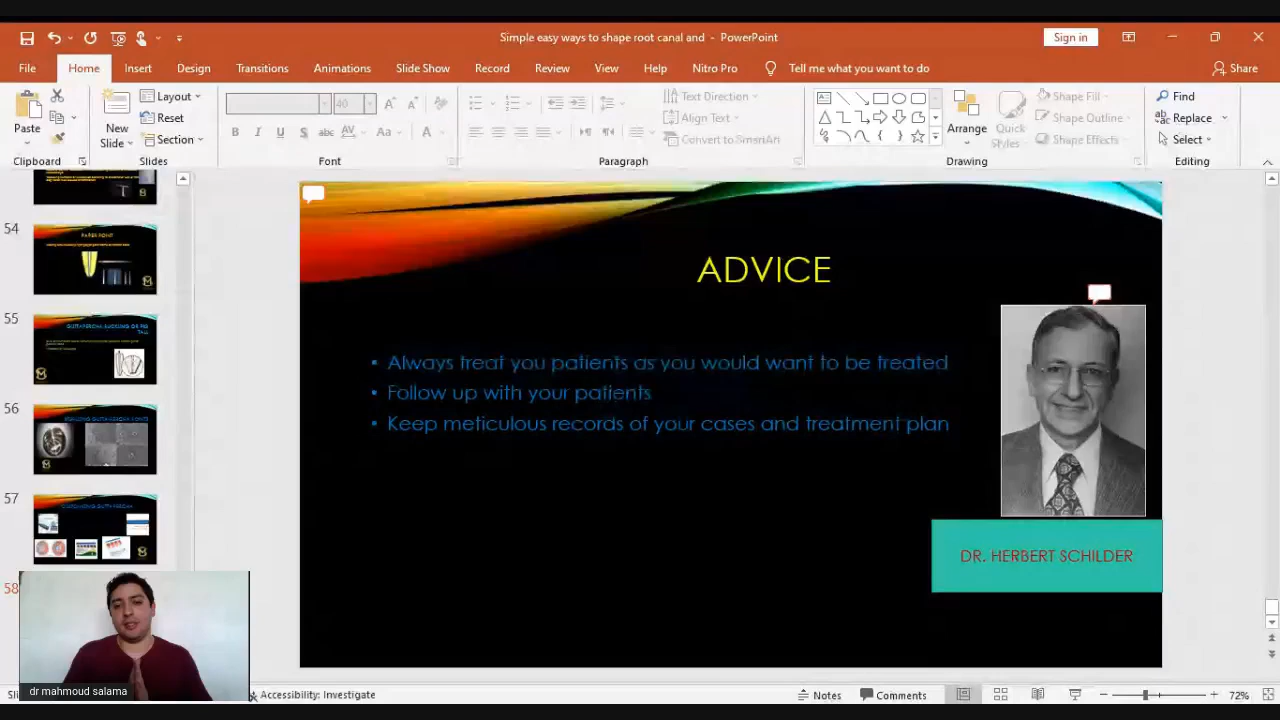 Simple easy ways to shape root canal and - PowerPoint
Sign in
File Home Insert Design Transitions Animations Slide Show Record Review View Help Nitro Pro Tell me what you want to do Share
Paste
New Slide
Layout
Reset
Section
40
Text Direction
Align Text
Convert to SmartArt
Arrange
Quick Styles
Shape Fill
Shape Outline
Shape Effects
Find
Replace
Select
Clipboard Slides Font Paragraph Drawing Editing
54
PAPER POINT
55
56
57
58
ADVICE
Always treat you patients as you would want to be treated
Follow up with your patients
Keep meticulous records of your cases and treatment plan
DR. HERBERT SCHILDER
dr mahmoud salama
Accessibility: Investigate
Notes Comments 72%